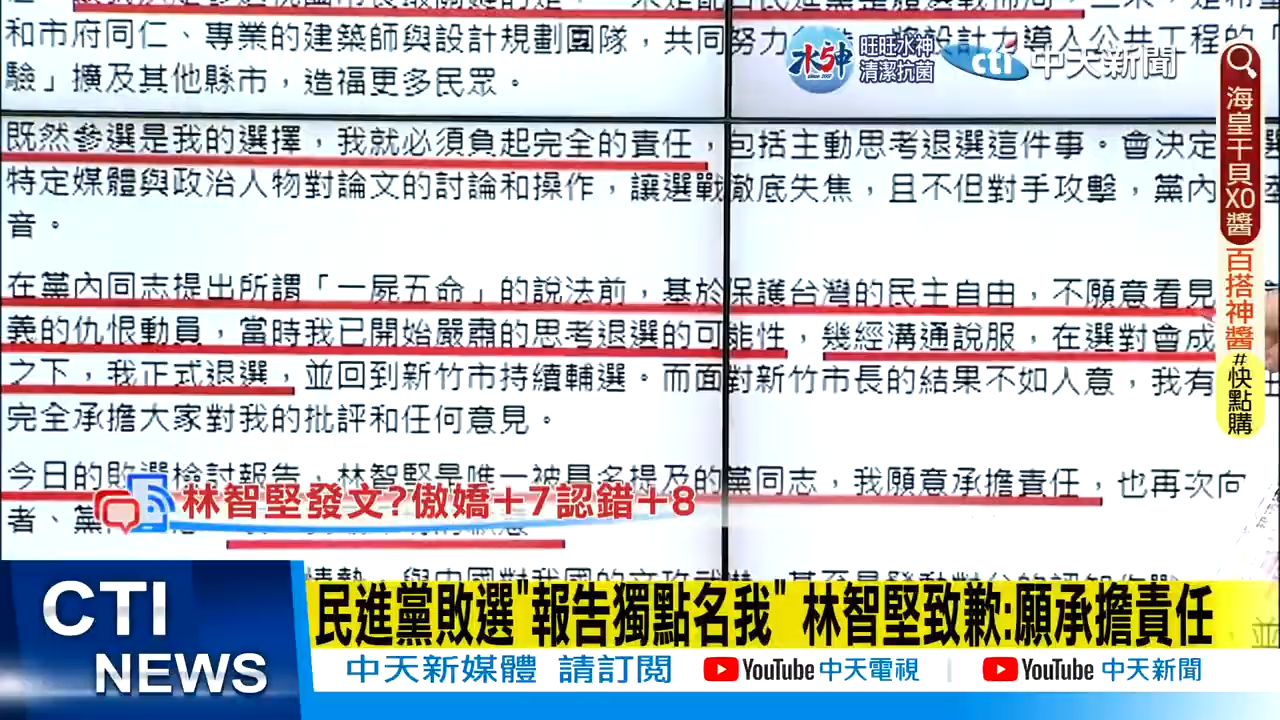 和市府同仁、專業的建築師與設計規劃團隊，共同努力
設計力導入公共工程的「
驗」擴及其他縣市，造福更多民眾。
水神
since 2007
旺旺水神
清潔抗菌
cti 中天新聞
海皇干貝XO醬
百搭神醬
#快點購
既然參選是我的選擇，我就必須負起完全的責任，包括主動思考退選這件事。會決定
特定媒體與政治人物對論文的討論和操作，讓選戰徹底失焦，且不但對手攻擊，黨內
音。
在黨內同志提出所謂「一屍五命」的說法前，基於保護台灣的民主自由，不願意看見
義的仇恨動員，當時我已開始嚴肅的思考退選的可能性，幾經溝通說服，在選對會成
之下，我正式退選，並回到新竹市持續輔選。而面對新竹市長的結果不如人意，我有
完全承擔大家對我的批評和任何意見。
今日的敗選檢討報告，林智堅是唯一被具名提及的黨同志，我願意承擔責任，也再次向
者、黨
林智堅發文?傲嬌+7認錯+8
民進黨敗選"報告獨點名我" 林智堅致歉:願承擔責任
CTI NEWS
中天新媒體 請訂閱 YouTube 中天電視 | YouTube 中天新聞